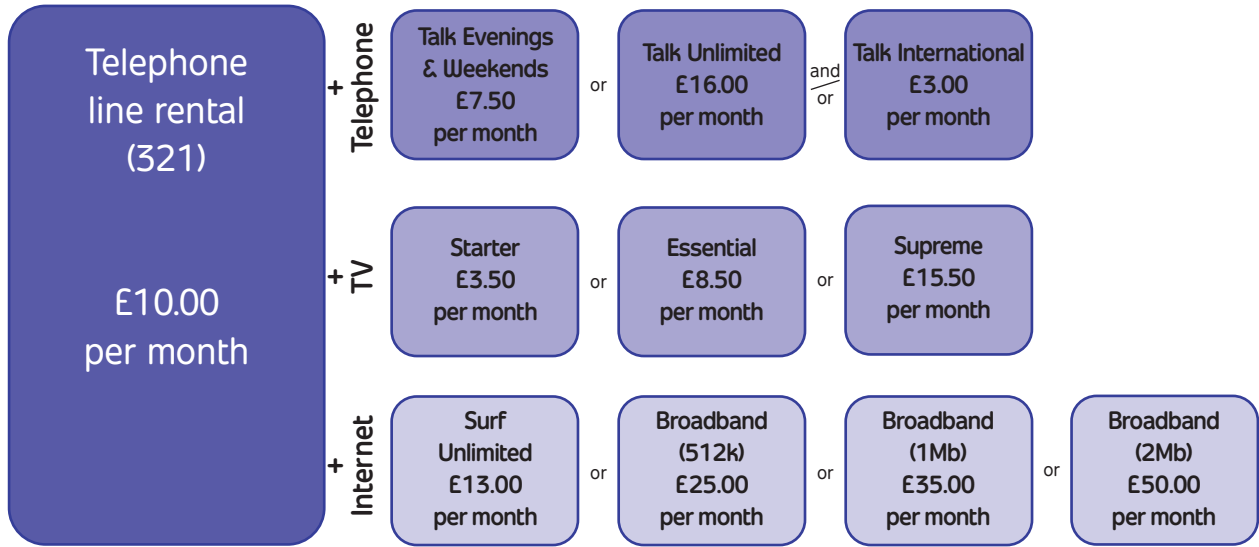 Telephone
line rental
(321)
£10.00
per month
+ Telephone
Talk Evenings
& Weekends
£7.50
per month
or
Talk Unlimited
£16.00
per month
and
or
Talk International
£3.00
per month
+ TV
Starter
£3.50
per month
or
Essential
£8.50
per month
or
Supreme
£15.50
per month
+ Internet
Surf
Unlimited
£13.00
per month
or
Broadband
(512k)
£25.00
per month
or
Broadband
(1Mb)
£35.00
per month
or
Broadband
(2Mb)
£50.00
per month